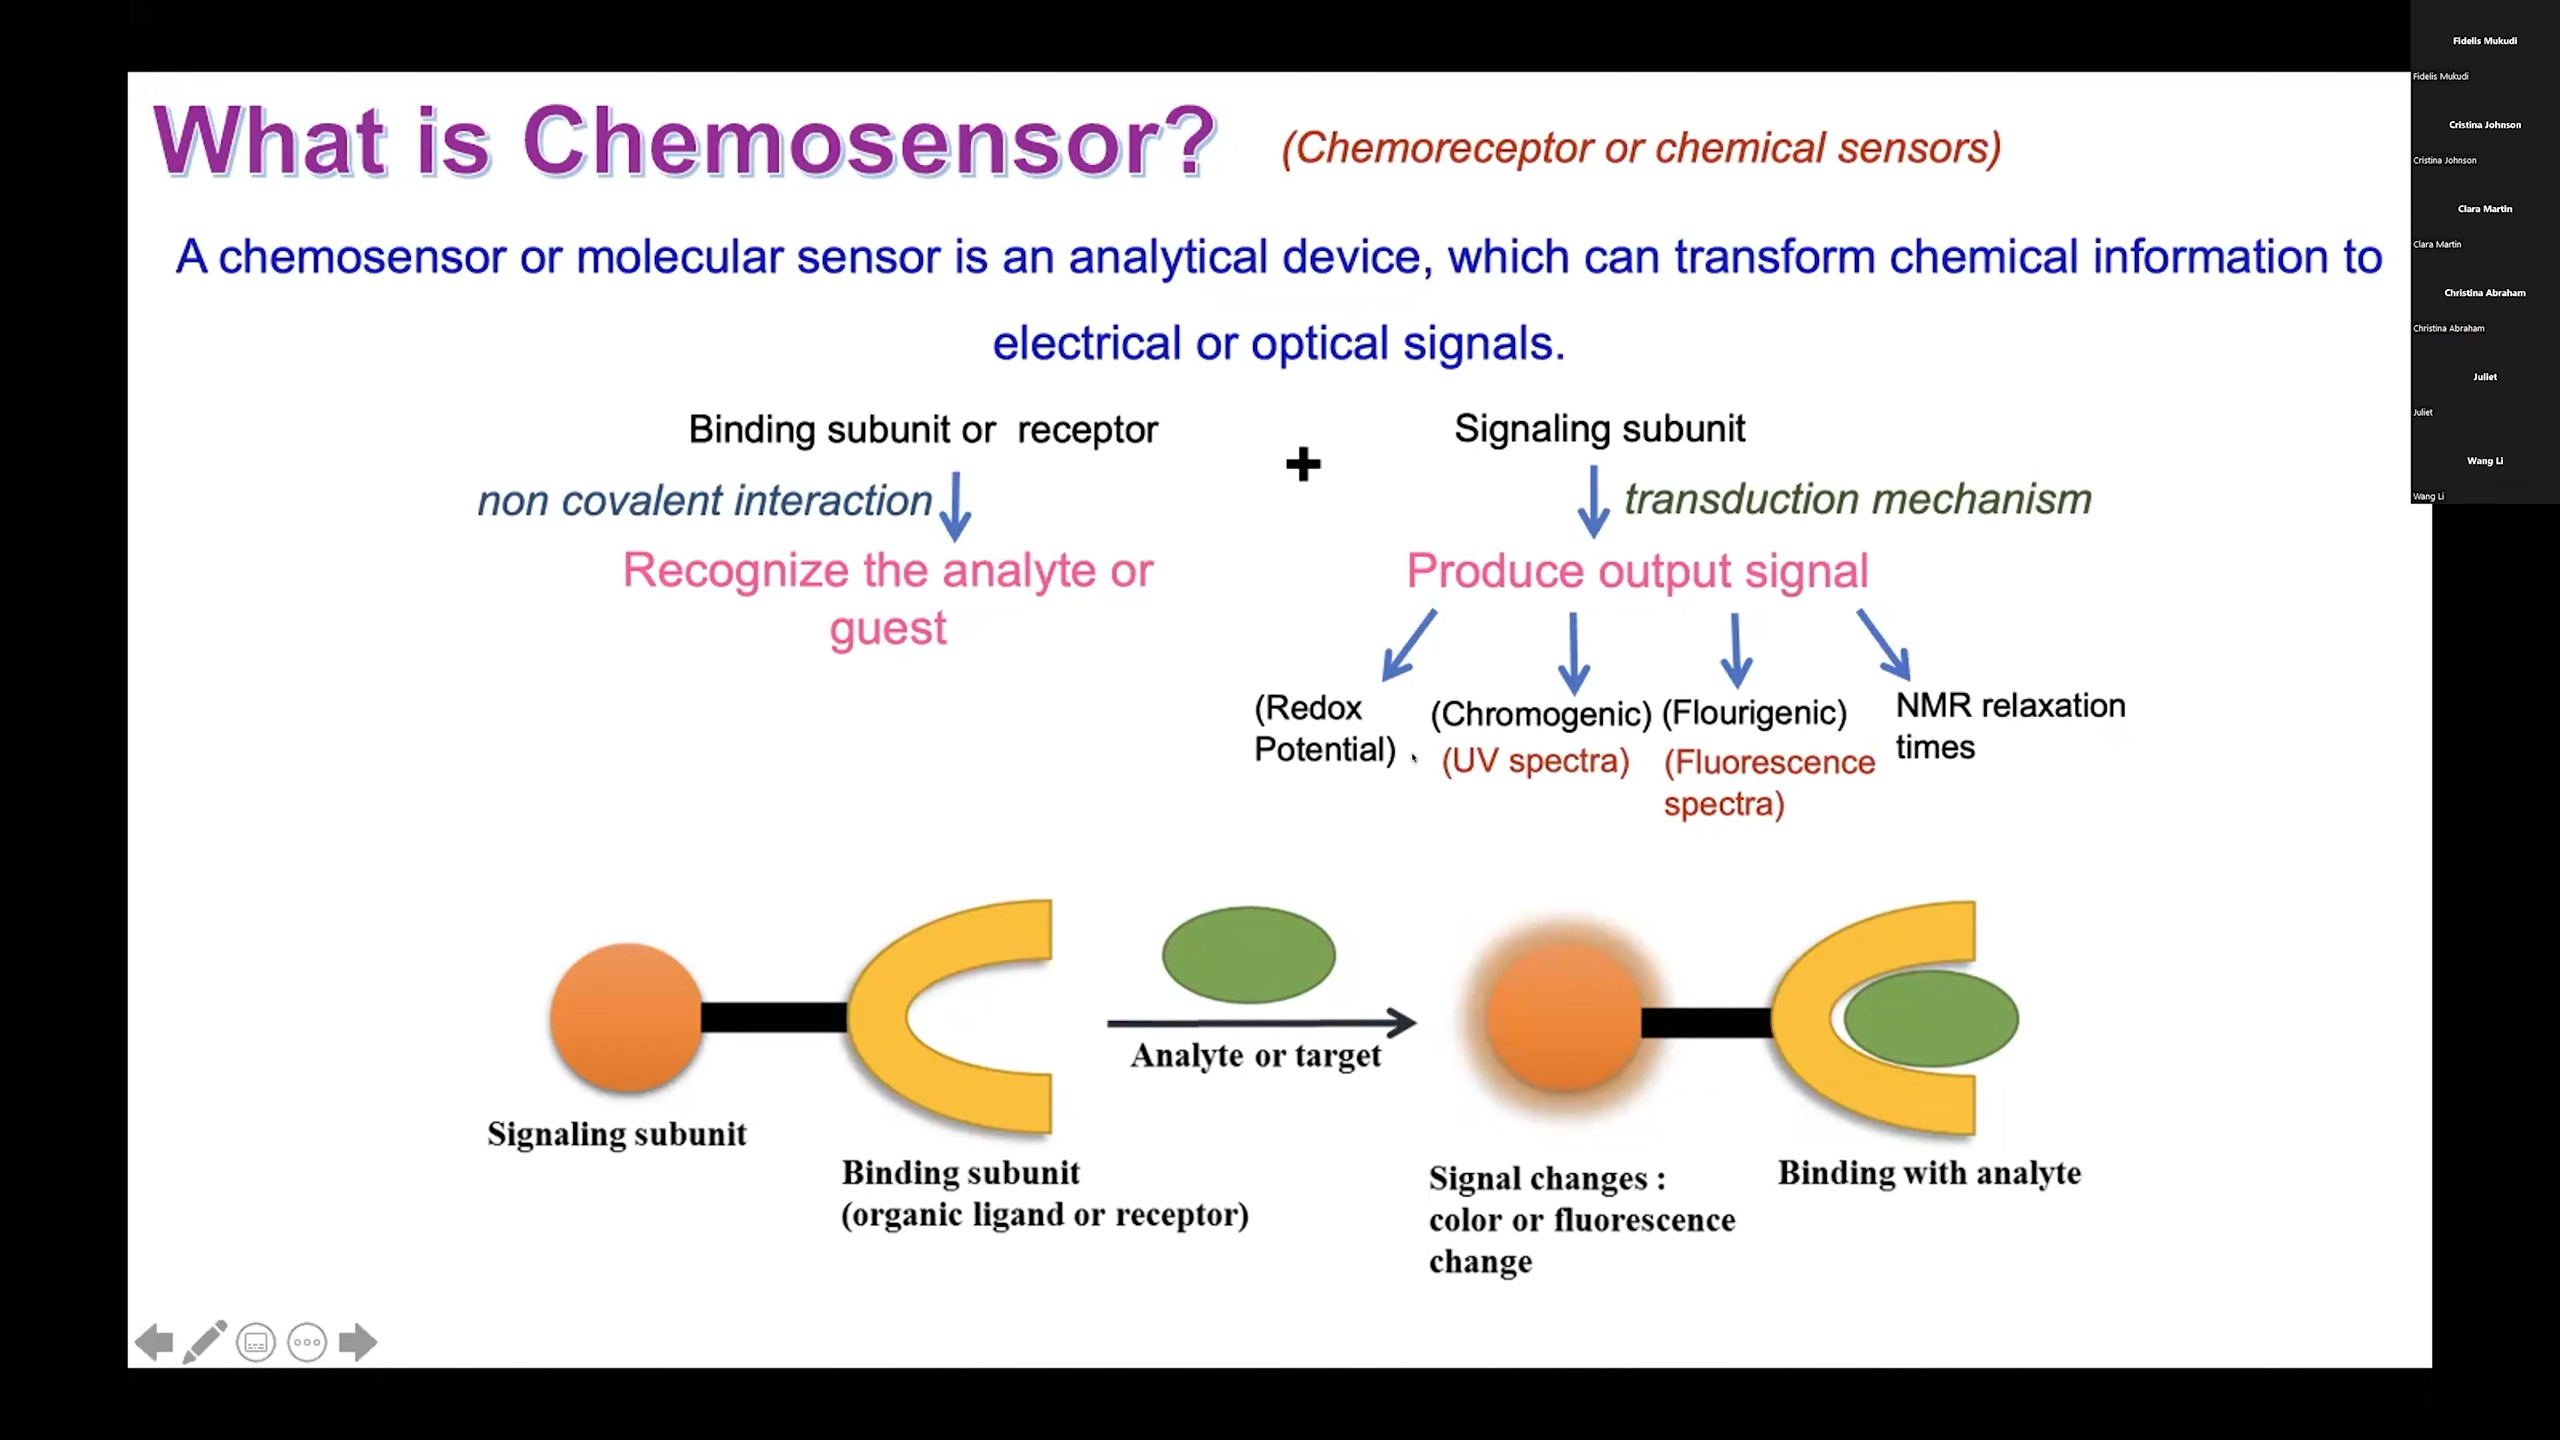 What is Chemosensor? (Chemoreceptor or chemical sensors)
A chemosensor or molecular sensor is an analytical device, which can transform chemical information to
electrical or optical signals.
Binding subunit or receptor
+
Signaling subunit
non covalent interaction
transduction mechanism
Recognize the analyte or
guest
Produce output signal
(Redox
Potential)
(Chromogenic)
(UV spectra)
(Flourigenic)
(Fluorescence
spectra)
NMR relaxation
times
Analyte or target
Signaling subunit
Binding subunit
(organic ligand or receptor)
Signal changes :
color or fluorescence
change
Binding with analyte
Fidelis Mukudi
Fidelis Mukudi
Cristina Johnson
Cristina Johnson
Clara Martin
Clara Martin
Christina Abraham
Christina Abraham
Juliet
Juliet
Wang Li
Wang Li